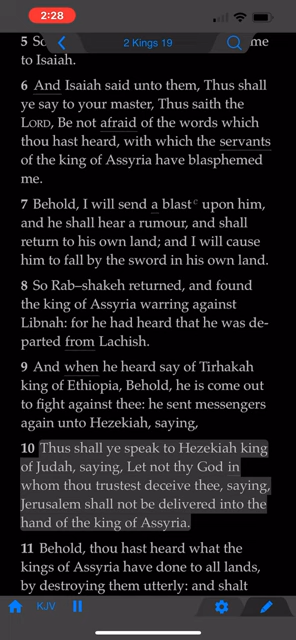 2:28
2 Kings 19
5 So me
to Isaiah.
6 And Isaiah said unto them, Thus shall
ye say to your master, Thus saith the
LORD, Be not afraid of the words which
thou hast heard, with which the servants
of the king of Assyria have blasphemed
me.
7 Behold, I will send a blast c upon him,
and he shall hear a rumour, and shall
return to his own land; and I will cause
him to fall by the sword in his own land.
8 So Rab–shakeh returned, and found
the king of Assyria warring against
Libnah: for he had heard that he was de-
parted from Lachish.
9 And when he heard say of Tirhakah
king of Ethiopia, Behold, he is come out
to fight against thee: he sent messengers
again unto Hezekiah, saying,
10 Thus shall ye speak to Hezekiah king
of Judah, saying, Let not thy God in
whom thou trustest deceive thee, saying,
Jerusalem shall not be delivered into the
hand of the king of Assyria.
11 Behold, thou hast heard what the
kings of Assyria have done to all lands,
by destroying them utterly: and shalt
KJV